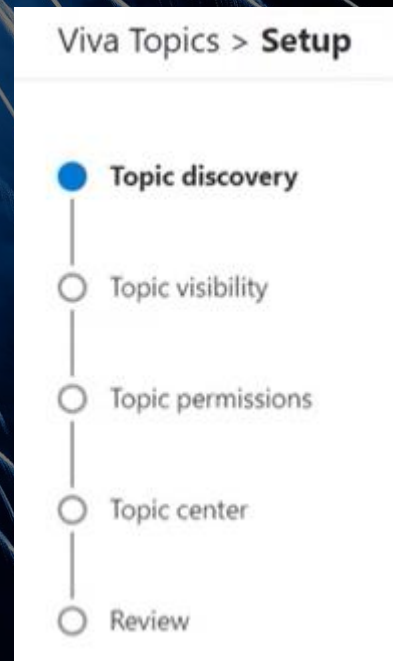 Viva Topics > Setup
Topic discovery
Topic visibility
Topic permissions
Topic center
Review